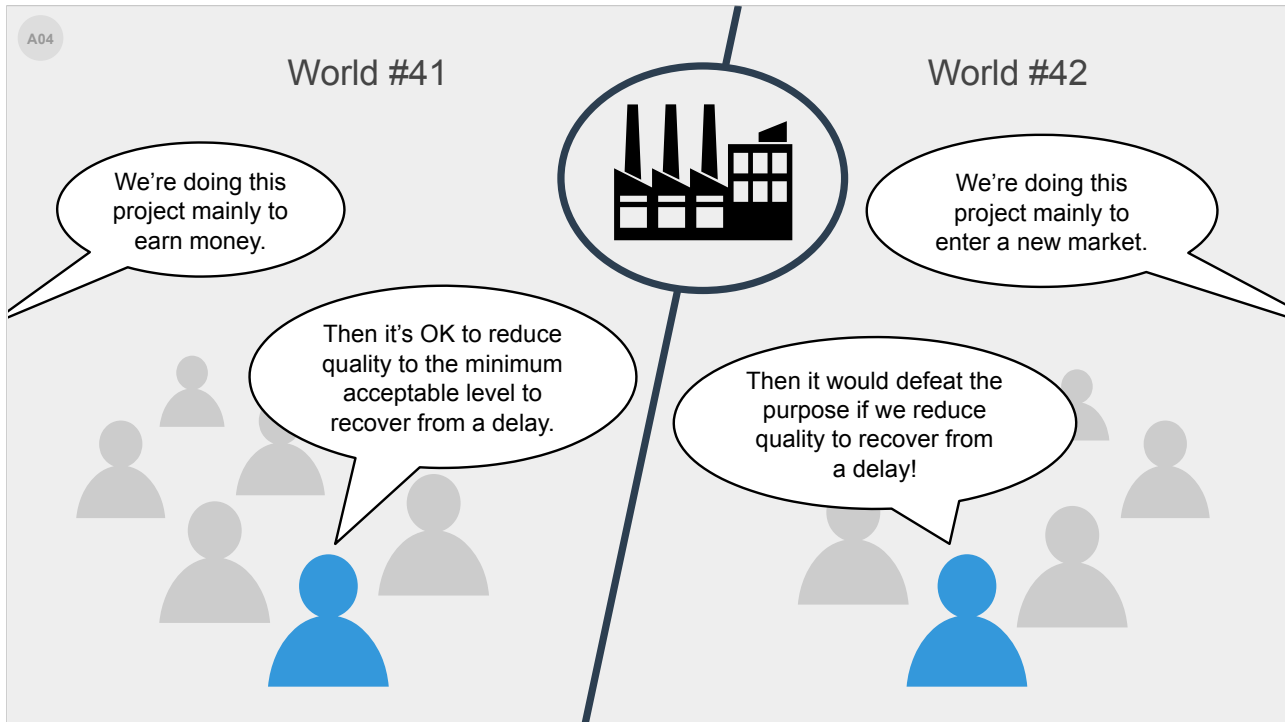 A04
World #41
World #42
We’re doing this
project mainly to
earn money.
We’re doing this
project mainly to
enter a new market.
Then it’s OK to reduce
quality to the minimum
acceptable level to
recover from a delay.
Then it would defeat the
purpose if we reduce
quality to recover from
a delay!